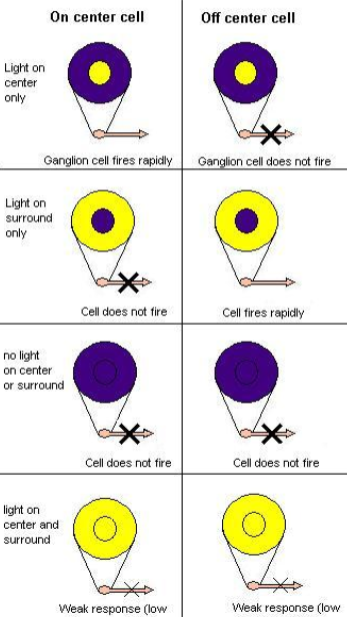 On center cell
Off center cell
Light on
center
only
Ganglion cell fires rapidly
Ganglion cell does not fire
Light on
surround
only
Cell does not fire
Cell fires rapidly
no light
on center
or surround
Cell does not fire
Cell does not fire
light on
center and
surround
Weak response (low
Weak response (low